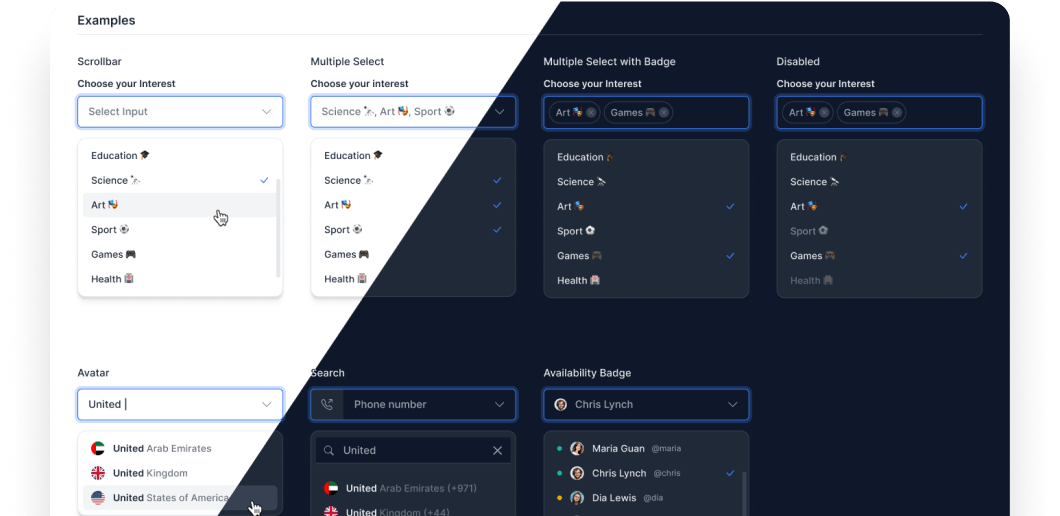 Examples
Scrollbar
Choose your Interest
Select Input
Education
Science
Art
Sport
Games
Health
Multiple Select
Choose your interest
Science, Art, Sport
Education
Science
Art
Sport
Games
Health
Multiple Select with Badge
Choose your Interest
Art Games
Education
Science
Art
Sport
Games
Health
Disabled
Choose your Interest
Art Games
Education
Science
Art
Sport
Games
Health
Avatar
United
United Arab Emirates
United Kingdom
United States of America
Search
Phone number
United
United Arab Emirates (+971)
United Kingdom (+44)
Availability Badge
Chris Lynch
Maria Guan @maria
Chris Lynch @chris
Dia Lewis @dia